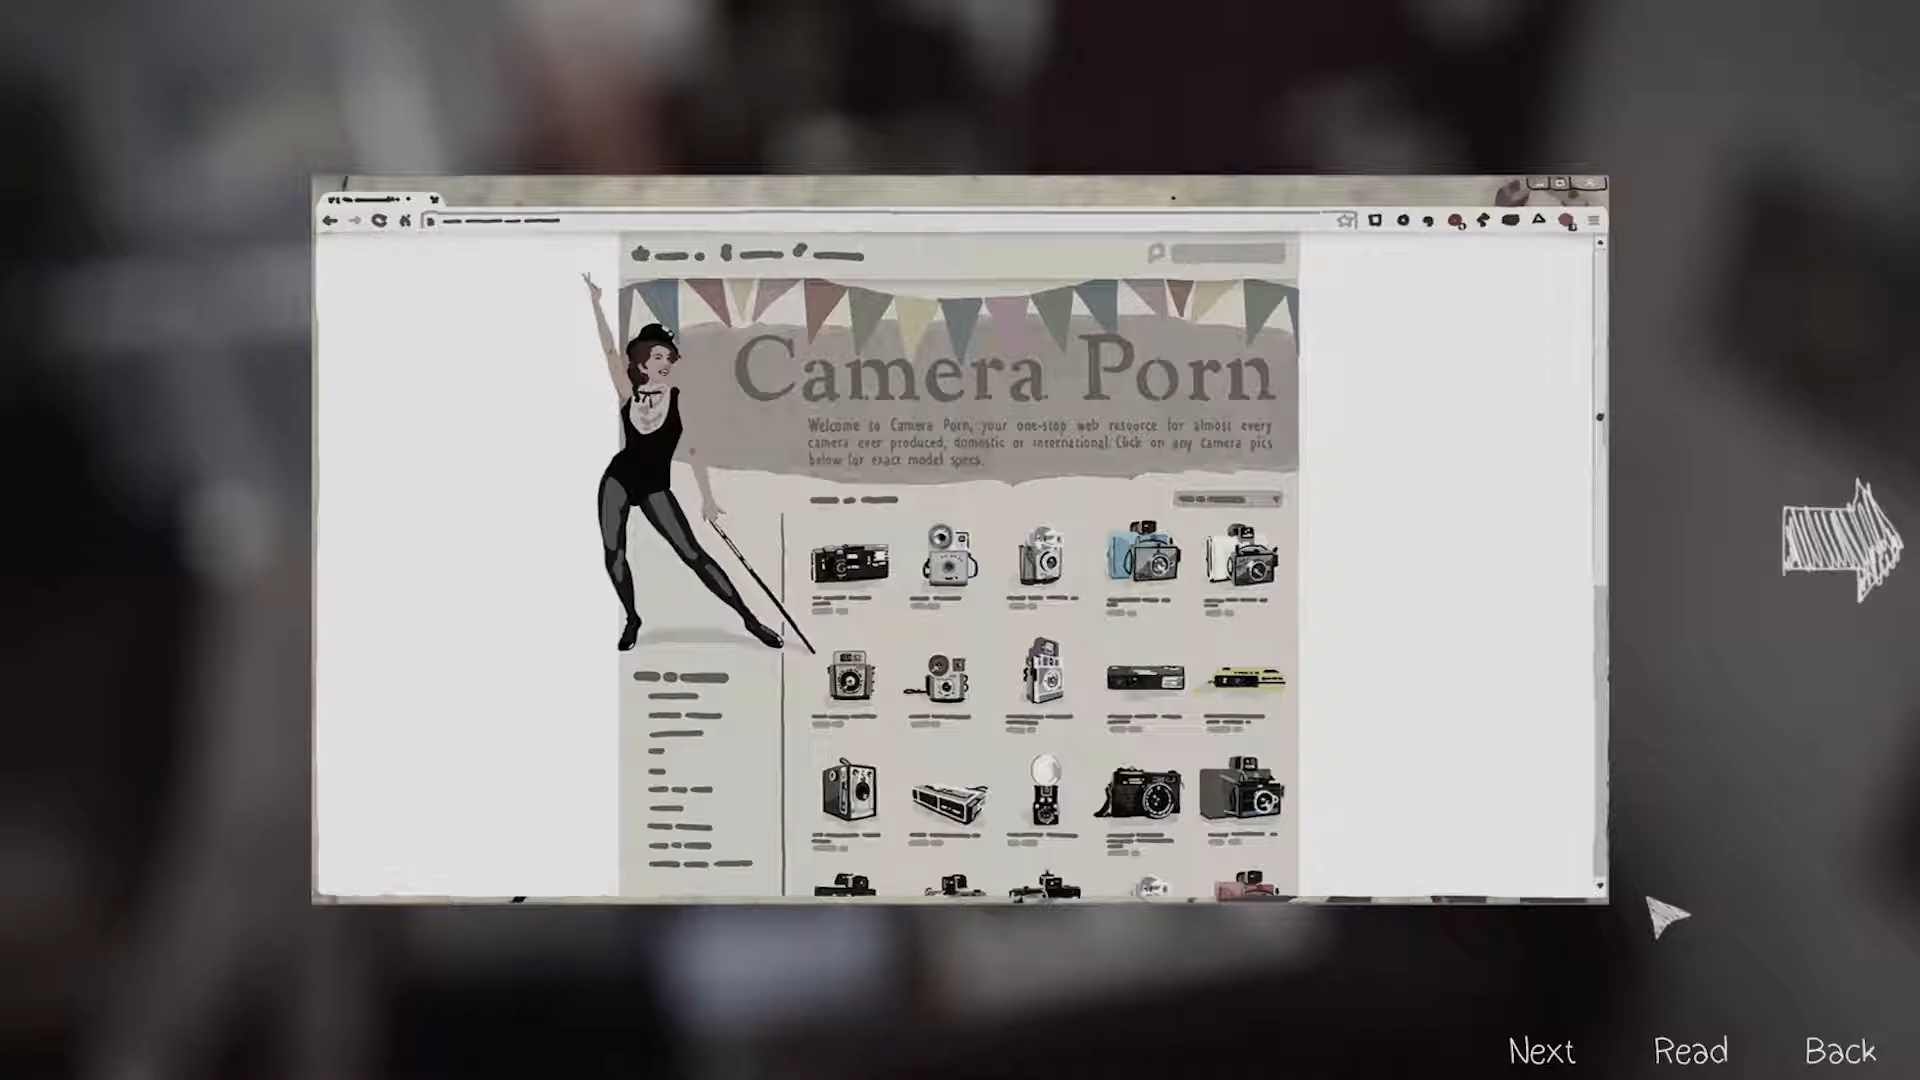 Camera Porn
Welcome to Camera Porn, your one-stop web resource for almost every
camera ever produced, domestic or international. Click on any camera pics
below for exact model specs.
Next Read Back